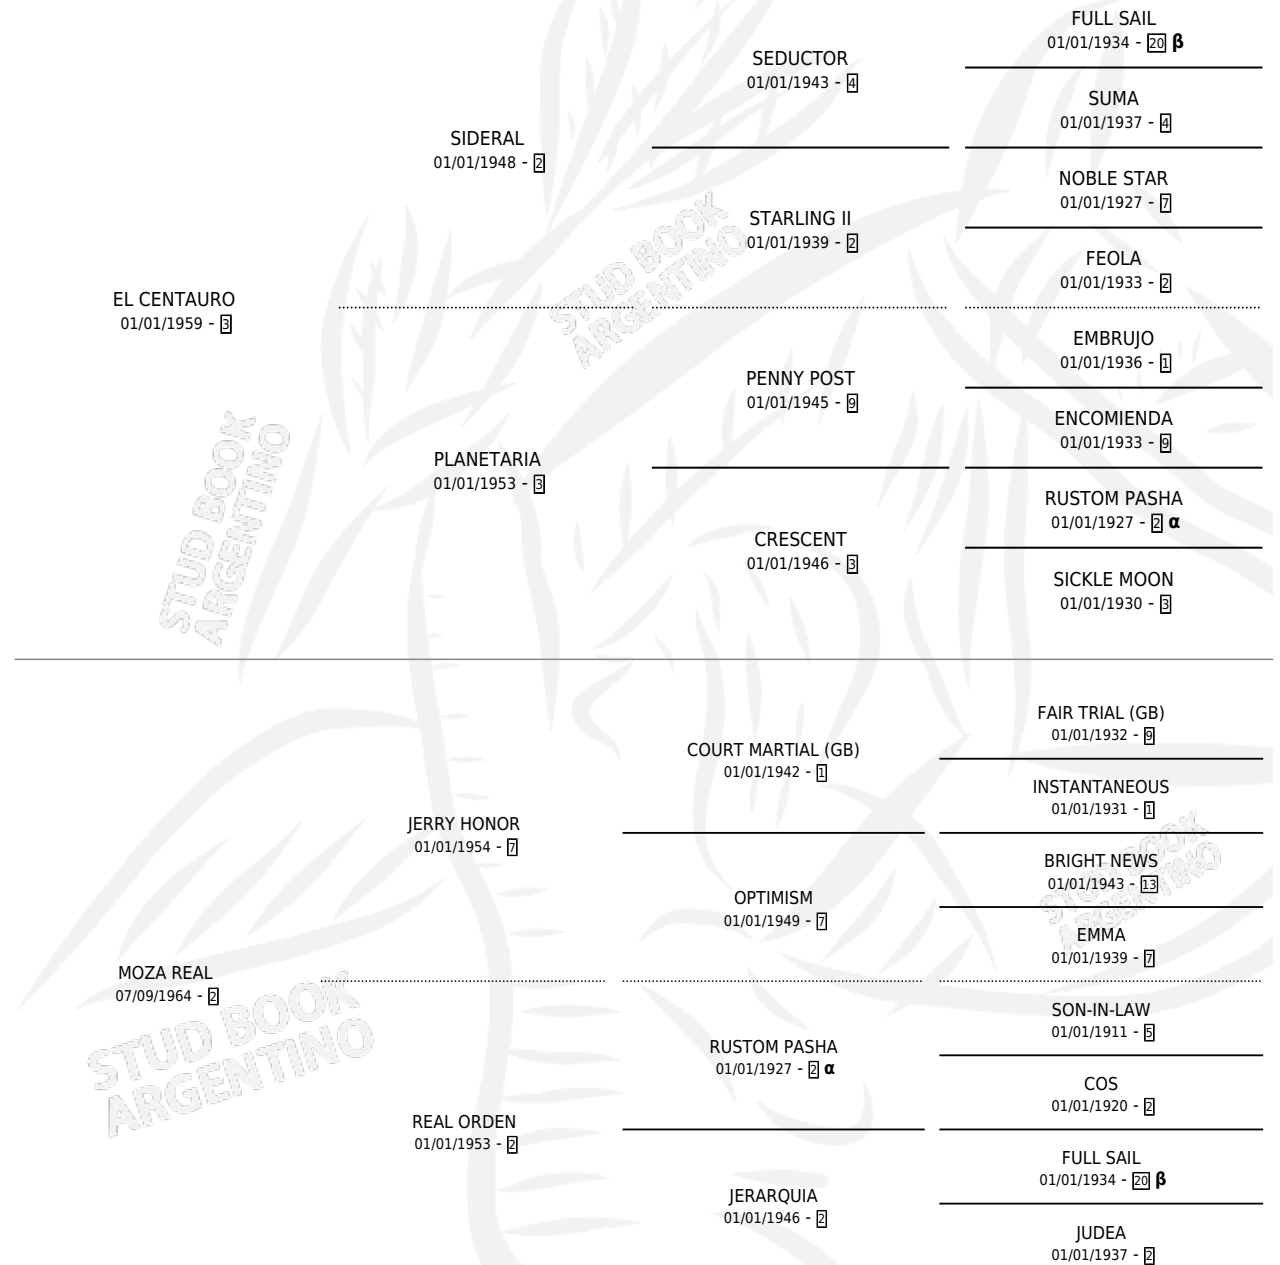 FULL SAIL
01/01/1934 - 20 β
SEDUCTOR
01/01/1943 - 4
SUMA
01/01/1937 - 4
SIDERAL
01/01/1948 - 2
NOBLE STAR
01/01/1927 - 7
STARLING II
01/01/1939 - 2
FEOLA
01/01/1933 - 2
EL CENTAURO
01/01/1959 - 3
EMBRUJO
01/01/1936 - 1
PENNY POST
01/01/1945 - 9
ENCOMIENDA
01/01/1933 - 9
PLANETARIA
01/01/1953 - 3
RUSTOM PASHA
01/01/1927 - 2 α
CRESCENT
01/01/1946 - 3
SICKLE MOON
01/01/1930 - 3
FAIR TRIAL (GB)
01/01/1932 - 9
COURT MARTIAL (GB)
01/01/1942 - 1
INSTANTANEOUS
01/01/1931 - 1
JERRY HONOR
01/01/1954 - 7
BRIGHT NEWS
01/01/1943 - 13
OPTIMISM
01/01/1949 - 7
EMMA
01/01/1939 - 7
MOZA REAL
07/09/1964 - 2
SON-IN-LAW
01/01/1911 - 5
RUSTOM PASHA
01/01/1927 - 2 α
COS
01/01/1920 - 2
REAL ORDEN
01/01/1953 - 2
FULL SAIL
01/01/1934 - 20 β
JERARQUIA
01/01/1946 - 2
JUDEA
01/01/1937 - 2
STUD BOOK
ARGENTINO
STUD BOOK
ARGENTINO
STUD BOOK
ARGENTINO
STUD BOOK
ARGENTINO